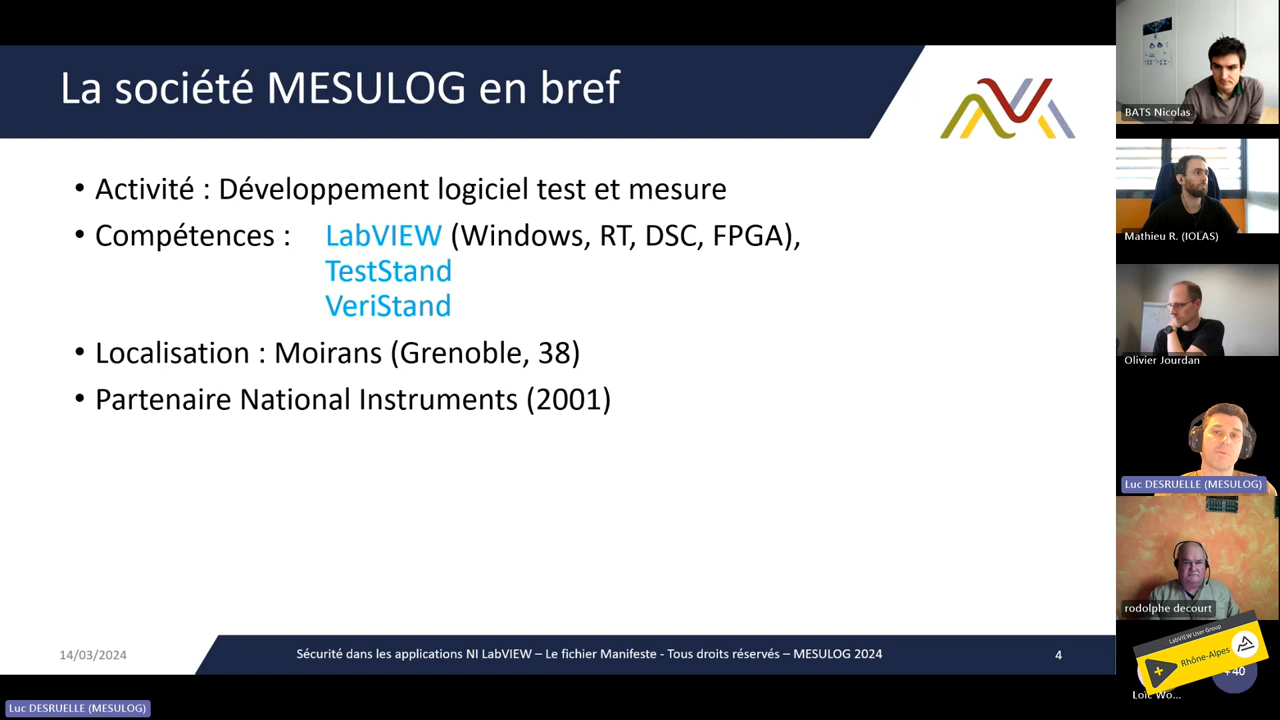 La société MESULOG en bref
• Activité : Développement logiciel test et mesure
• Compétences : LabVIEW (Windows, RT, DSC, FPGA),
TestStand
VeriStand
• Localisation : Moirans (Grenoble, 38)
• Partenaire National Instruments (2001)
14/03/2024
Sécurité dans les applications NI LabVIEW – Le fichier Manifeste - Tous droits réservés – MESULOG 2024
4
Luc DESRUELLE (MESULOG)
BATS Nicolas
Mathieu R. (IOLAS)
Olivier Jourdan
Luc DESRUELLE (MESULOG)
rodolphe decourt
LabVIEW User Group
Rhône-Alpes
+40
Loïc Wo...